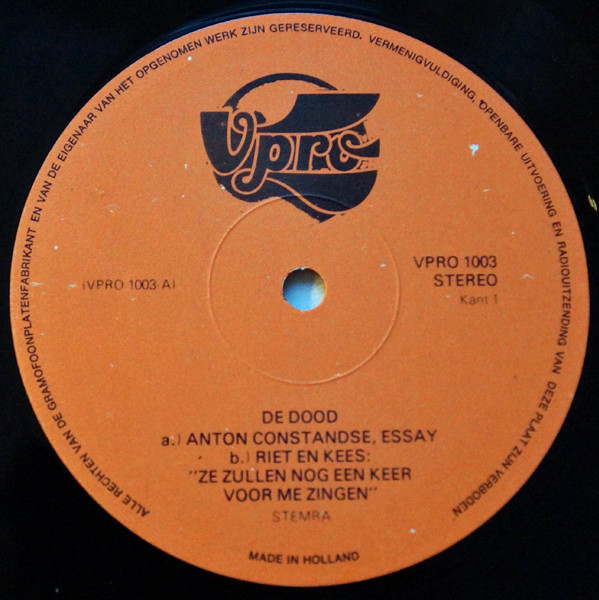 ALLE RECHTEN VAN DE GRAMOFOONPLATENFABRIKANT EN VAN DE EIGENAAR VAN HET OPGENOMEN WERK ZIJN GERESERVEERD. VERMENIGVULDIGING, OPENBARE UITVOERING EN RADIOUITZENDING VAN DEZE PLAAT ZIJN VERBODEN
Vpro
(VPRO 1003 A)
VPRO 1003
STEREO
Kant 1
DE DOOD
a.) ANTON CONSTANDSE, ESSAY
b.) RIET EN KEES:
"ZE ZULLEN NOG EEN KEER
VOOR ME ZINGEN"
STEMRA
MADE IN HOLLAND